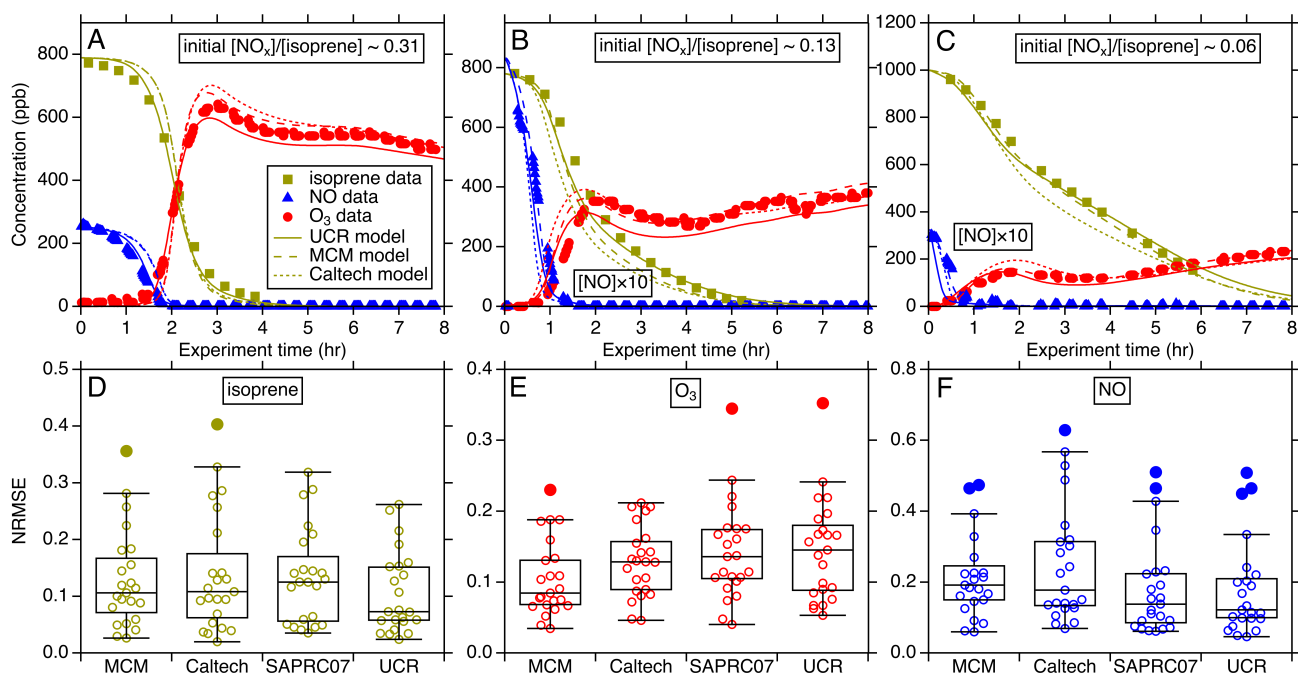 A
initial [NOx]/[isoprene] ~ 0.31
Concentration (ppb)
800
600
400
200
0
isoprene data
NO data
O3 data
UCR model
MCM model
Caltech model
0 1 2 3 4 5 6 7 8
Experiment time (hr)
B
initial [NOx]/[isoprene] ~ 0.13
800
600
400
200
0
[NO]×10
0 1 2 3 4 5 6 7 8
Experiment time (hr)
C
initial [NOx]/[isoprene] ~ 0.06
1200
1000
800
600
400
200
0
[NO]×10
0 1 2 3 4 5 6 7 8
Experiment time (hr)
D
isoprene
NRMSE
0.5
0.4
0.3
0.2
0.1
0.0
MCM Caltech SAPRC07 UCR
E
O3
0.4
0.3
0.2
0.1
0.0
MCM Caltech SAPRC07 UCR
F
NO
0.8
0.6
0.4
0.2
0.0
MCM Caltech SAPRC07 UCR